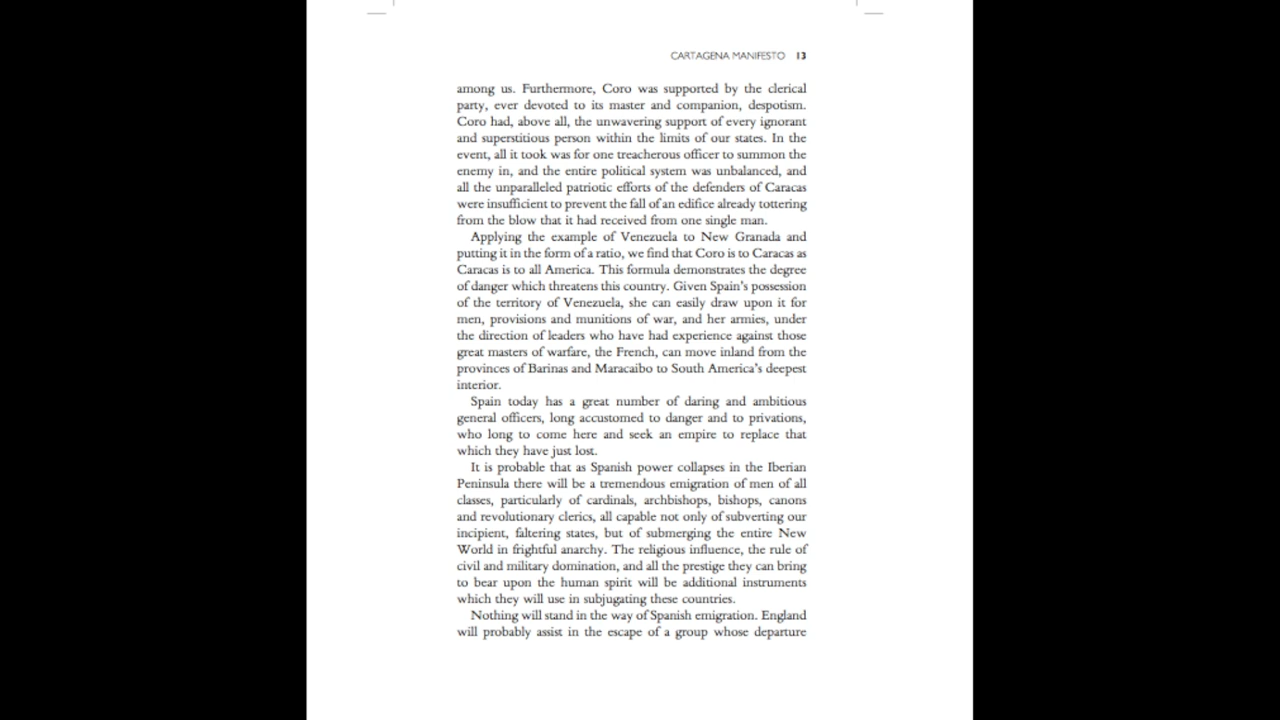 CARTAGENA MANIFESTO 13
among us. Furthermore, Coro was supported by the clerical
party, ever devoted to its master and companion, despotism.
Coro had, above all, the unwavering support of every ignorant
and superstitious person within the limits of our states. In the
event, all it took was for one treacherous officer to summon the
enemy in, and the entire political system was unbalanced, and
all the unparalleled patriotic efforts of the defenders of Caracas
were insufficient to prevent the fall of an edifice already tottering
from the blow that it had received from one single man.
Applying the example of Venezuela to New Granada and
putting it in the form of a ratio, we find that Coro is to Caracas as
Caracas is to all America. This formula demonstrates the degree
of danger which threatens this country. Given Spain's possession
of the territory of Venezuela, she can easily draw upon it for
men, provisions and munitions of war, and her armies, under
the direction of leaders who have had experience against those
great masters of warfare, the French, can move inland from the
provinces of Barinas and Maracaibo to South America's deepest
interior.
Spain today has a great number of daring and ambitious
general officers, long accustomed to danger and to privations,
who long to come here and seek an empire to replace that
which they have just lost.
It is probable that as Spanish power collapses in the Iberian
Peninsula there will be a tremendous emigration of men of all
classes, particularly of cardinals, archbishops, bishops, canons
and revolutionary clerics, all capable not only of subverting our
incipient, faltering states, but of submerging the entire New
World in frightful anarchy. The religious influence, the rule of
civil and military domination, and all the prestige they can bring
to bear upon the human spirit will be additional instruments
which they will use in subjugating these countries.
Nothing will stand in the way of Spanish emigration. England
will probably assist in the escape of a group whose departure